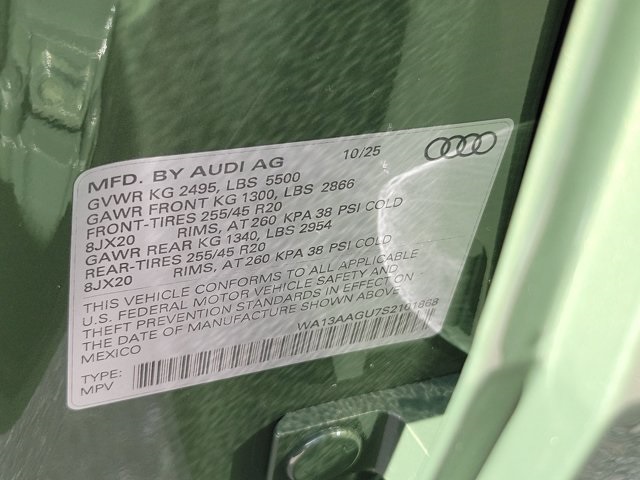 MFD. BY AUDI AG 10/25
GVWR KG 2495, LBS 5500
GAWR FRONT KG 1300, LBS 2866
FRONT-TIRES 255/45 R20
8JX20 RIMS, AT 260 KPA 38 PSI COLD
GAWR REAR KG 1340, LBS 2954
REAR-TIRES 255/45 R20
8JX20 RIMS, AT 260 KPA 38 PSI COLD
THIS VEHICLE CONFORMS TO ALL APPLICABLE
U.S. FEDERAL MOTOR VEHICLE SAFETY AND
THEFT PREVENTION STANDARDS IN EFFECT ON
THE DATE OF MANUFACTURE SHOWN ABOVE.
MEXICO WA13AAGU7S2101868
TYPE:
MPV